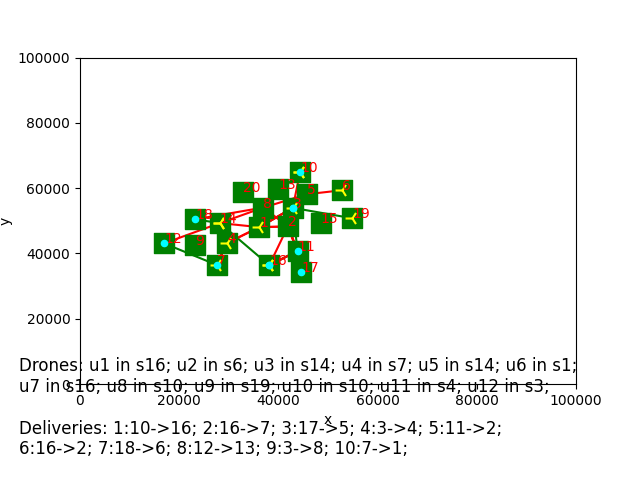 100000
80000
60000
40000
20000
0
0 20000 40000 60000 80000 100000
x
y
Drones: u1 in s16; u2 in s6; u3 in s14; u4 in s7; u5 in s14; u6 in s1;
u7 in s16; u8 in s10; u9 in s19; u10 in s10; u11 in s4; u12 in s3;
Deliveries: 1:10->16; 2:16->7; 3:17->5; 4:3->4; 5:11->2;
6:16->2; 7:18->6; 8:12->13; 9:3->8; 10:7->1;